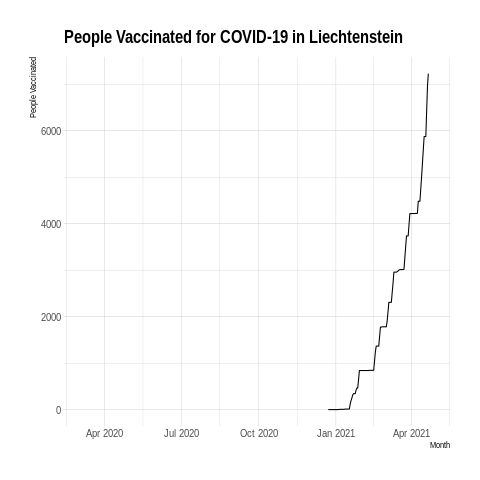 People Vaccinated for COVID-19 in Liechtenstein
People Vaccinated
6000
4000
2000
0
Apr 2020 Jul 2020 Oct 2020 Jan 2021 Apr 2021
Month